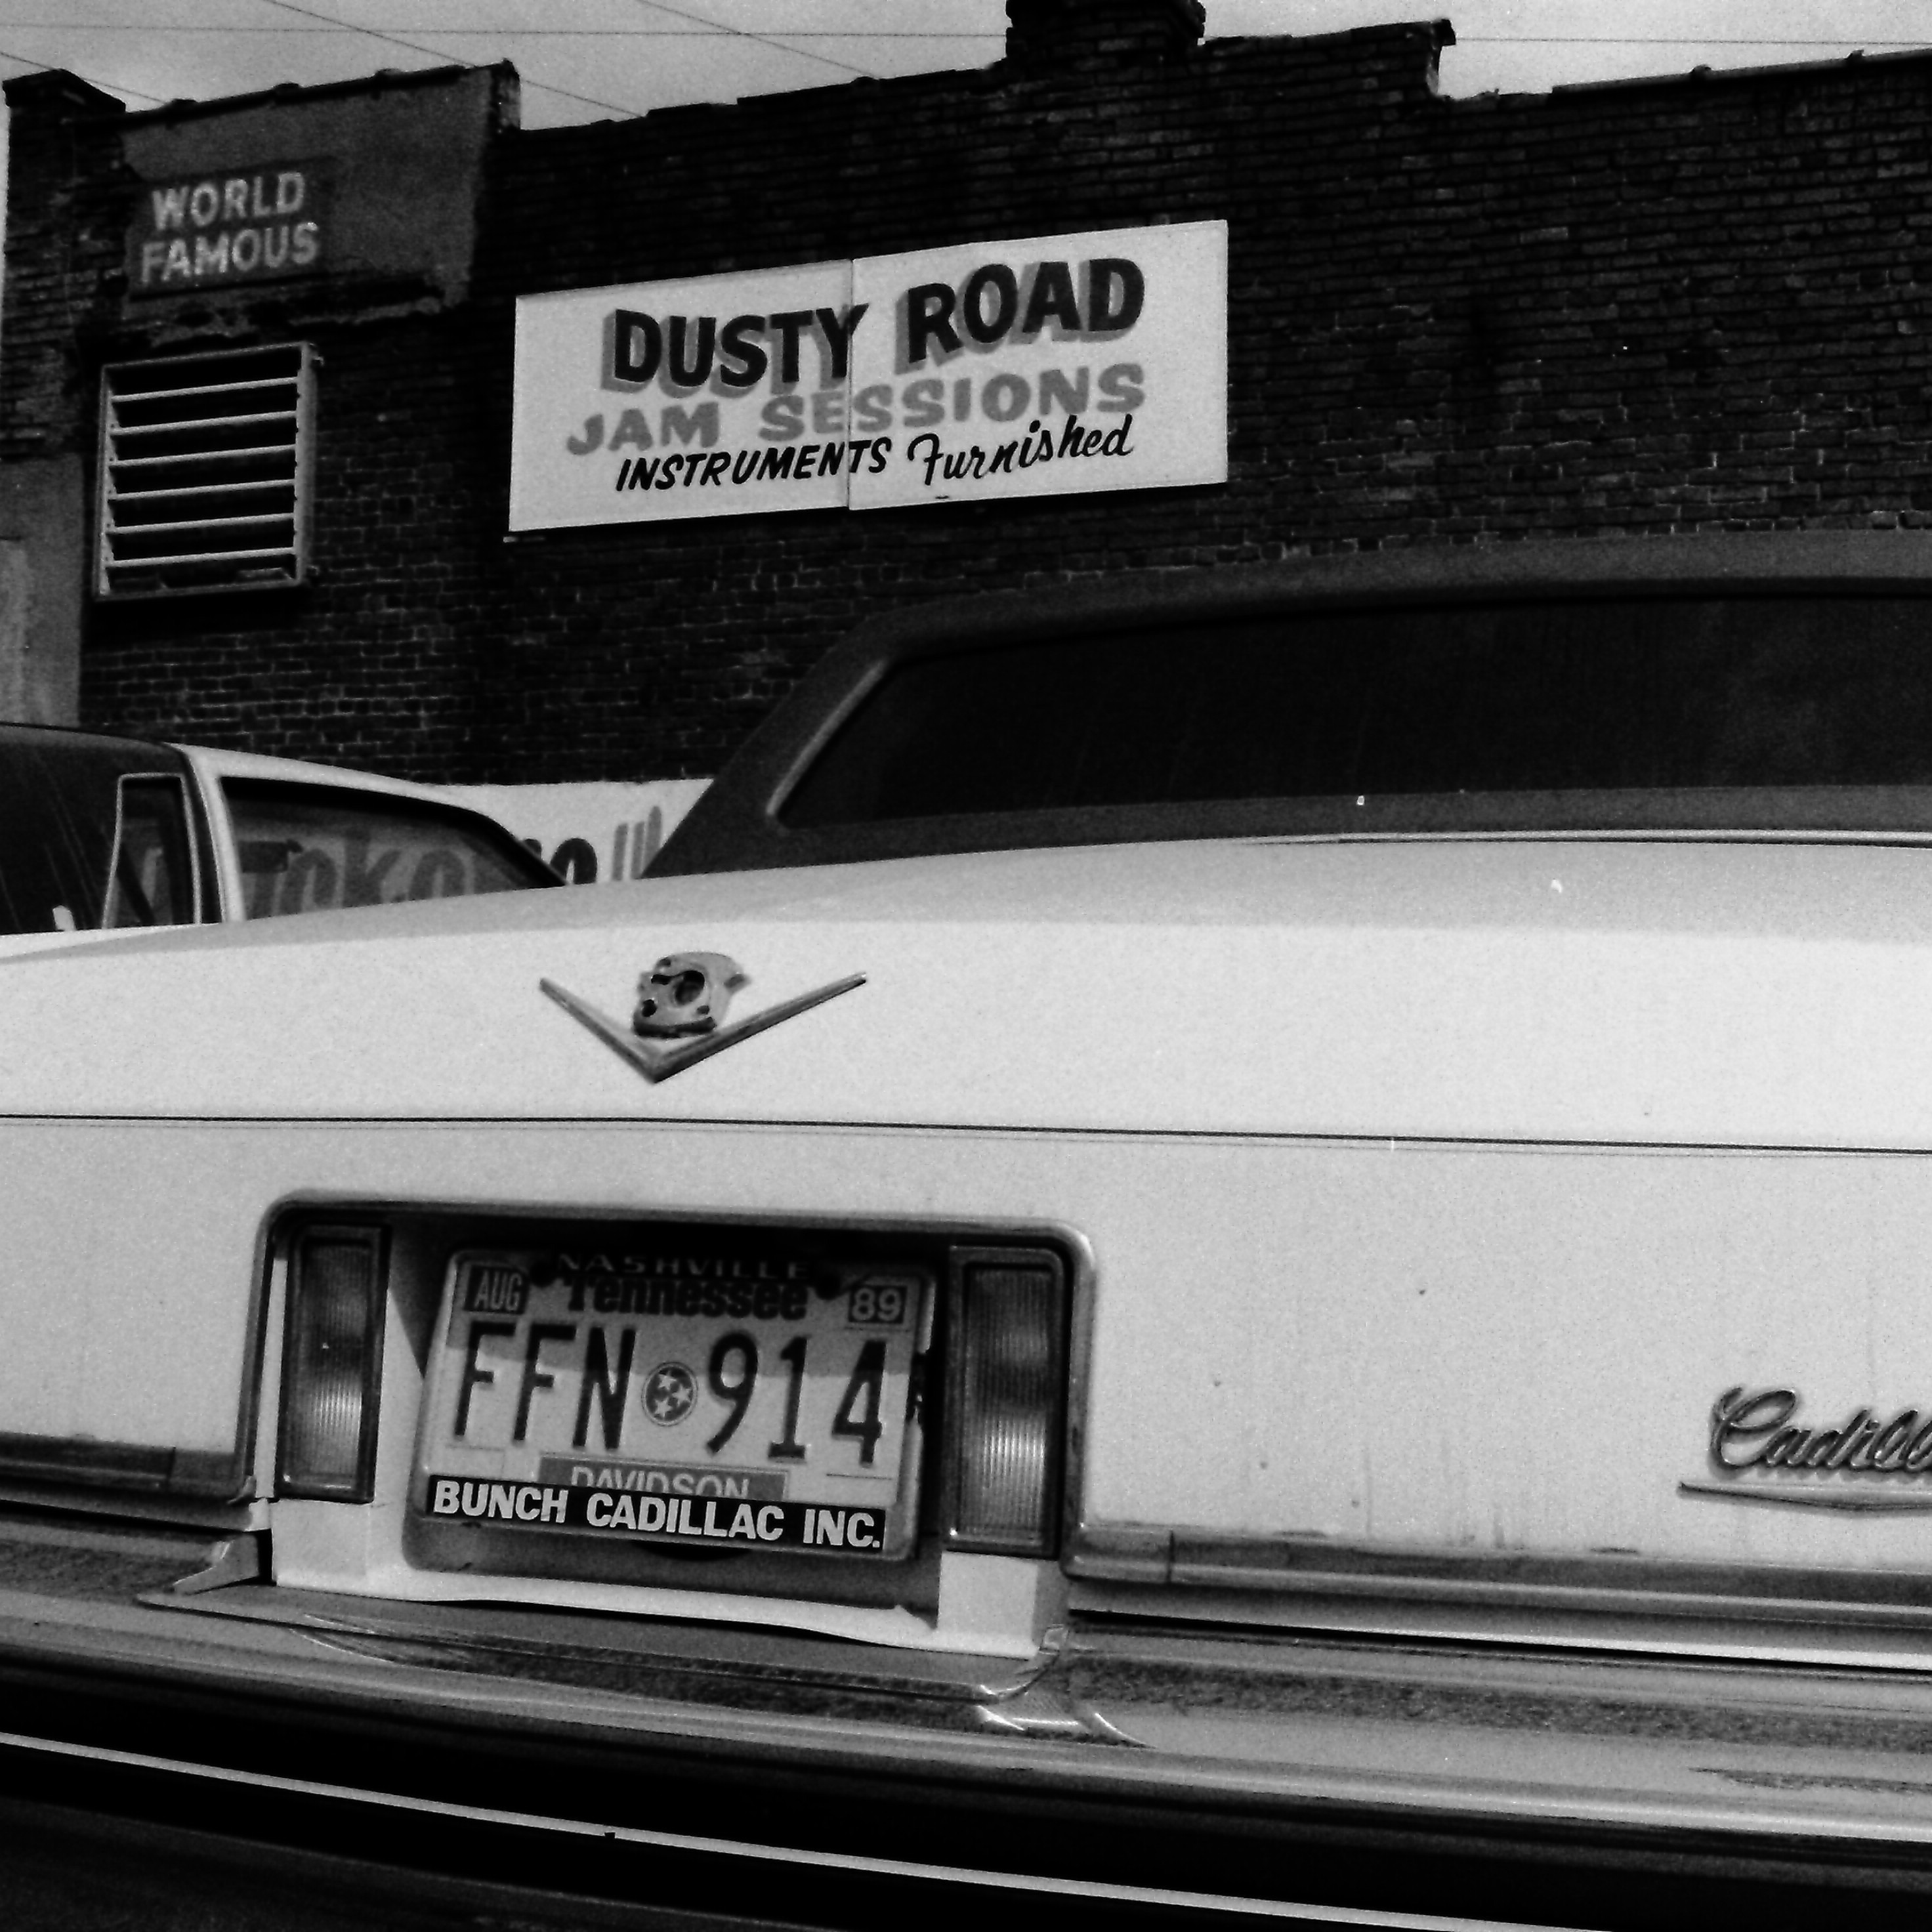 WORLD
FAMOUS
DUSTY ROAD
JAM SESSIONS
INSTRUMENTS Furnished
NASHVILLE
AUG Tennessee 89
FFN 914
DAVIDSON
BUNCH CADILLAC INC.